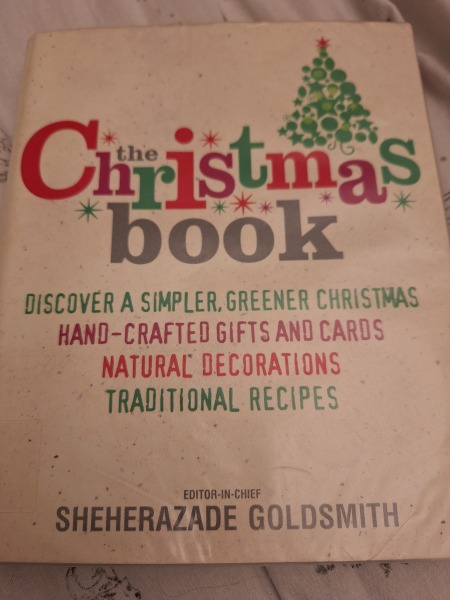 the
Christmas
book
DISCOVER A SIMPLER, GREENER CHRISTMAS
HAND-CRAFTED GIFTS AND CARDS
NATURAL DECORATIONS
TRADITIONAL RECIPES
EDITOR-IN-CHIEF
SHEHERAZADE GOLDSMITH